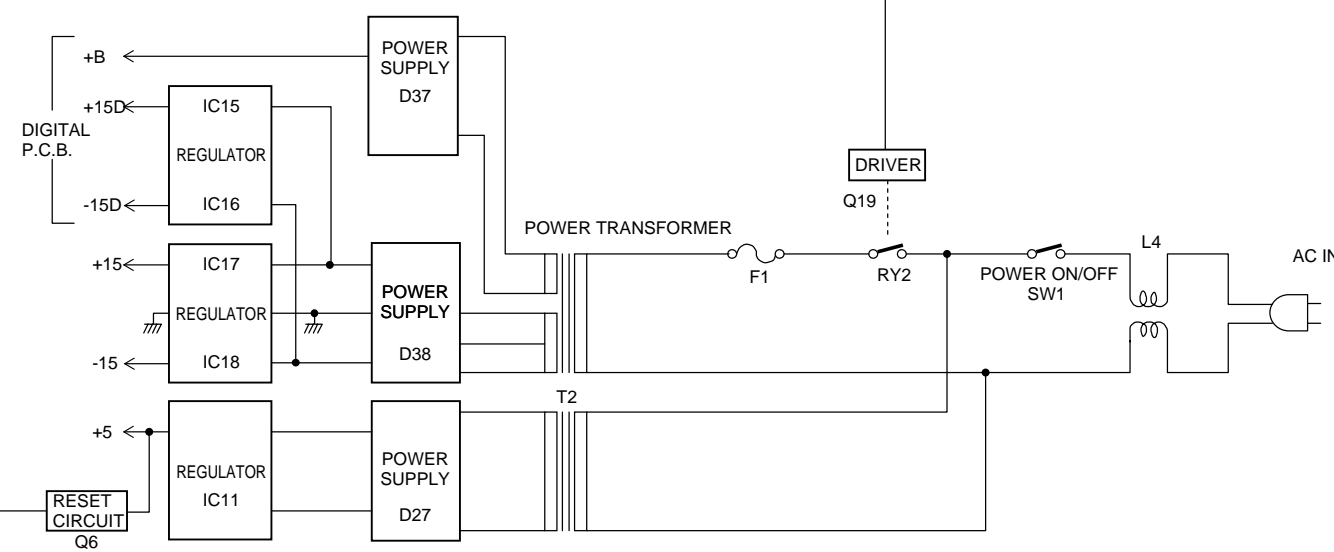 +B
POWER
SUPPLY
D37
+15D
IC15
DIGITAL
P.C.B.
REGULATOR
-15D
IC16
DRIVER
Q19
POWER TRANSFORMER
+15
IC17
F1
RY2
POWER ON/OFF
SW1
L4
AC IN
REGULATOR
POWER
SUPPLY
-15
IC18
D38
T2
+5
REGULATOR
IC11
POWER
SUPPLY
D27
RESET
CIRCUIT
Q6